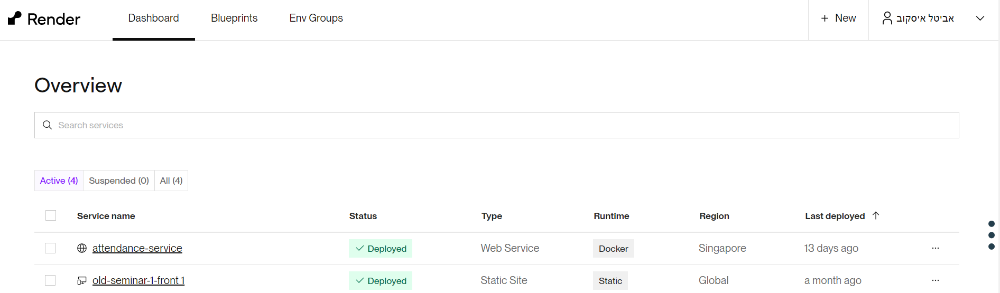 Render Dashboard Blueprints Env Groups + New אביטל איסקוב
Overview
Search services
Active (4) Suspended (0) All (4)
Service name Status Type Runtime Region Last deployed
attendance-service Deployed Web Service Docker Singapore 13 days ago
old-seminar-1-front 1 Deployed Static Site Static Global a month ago